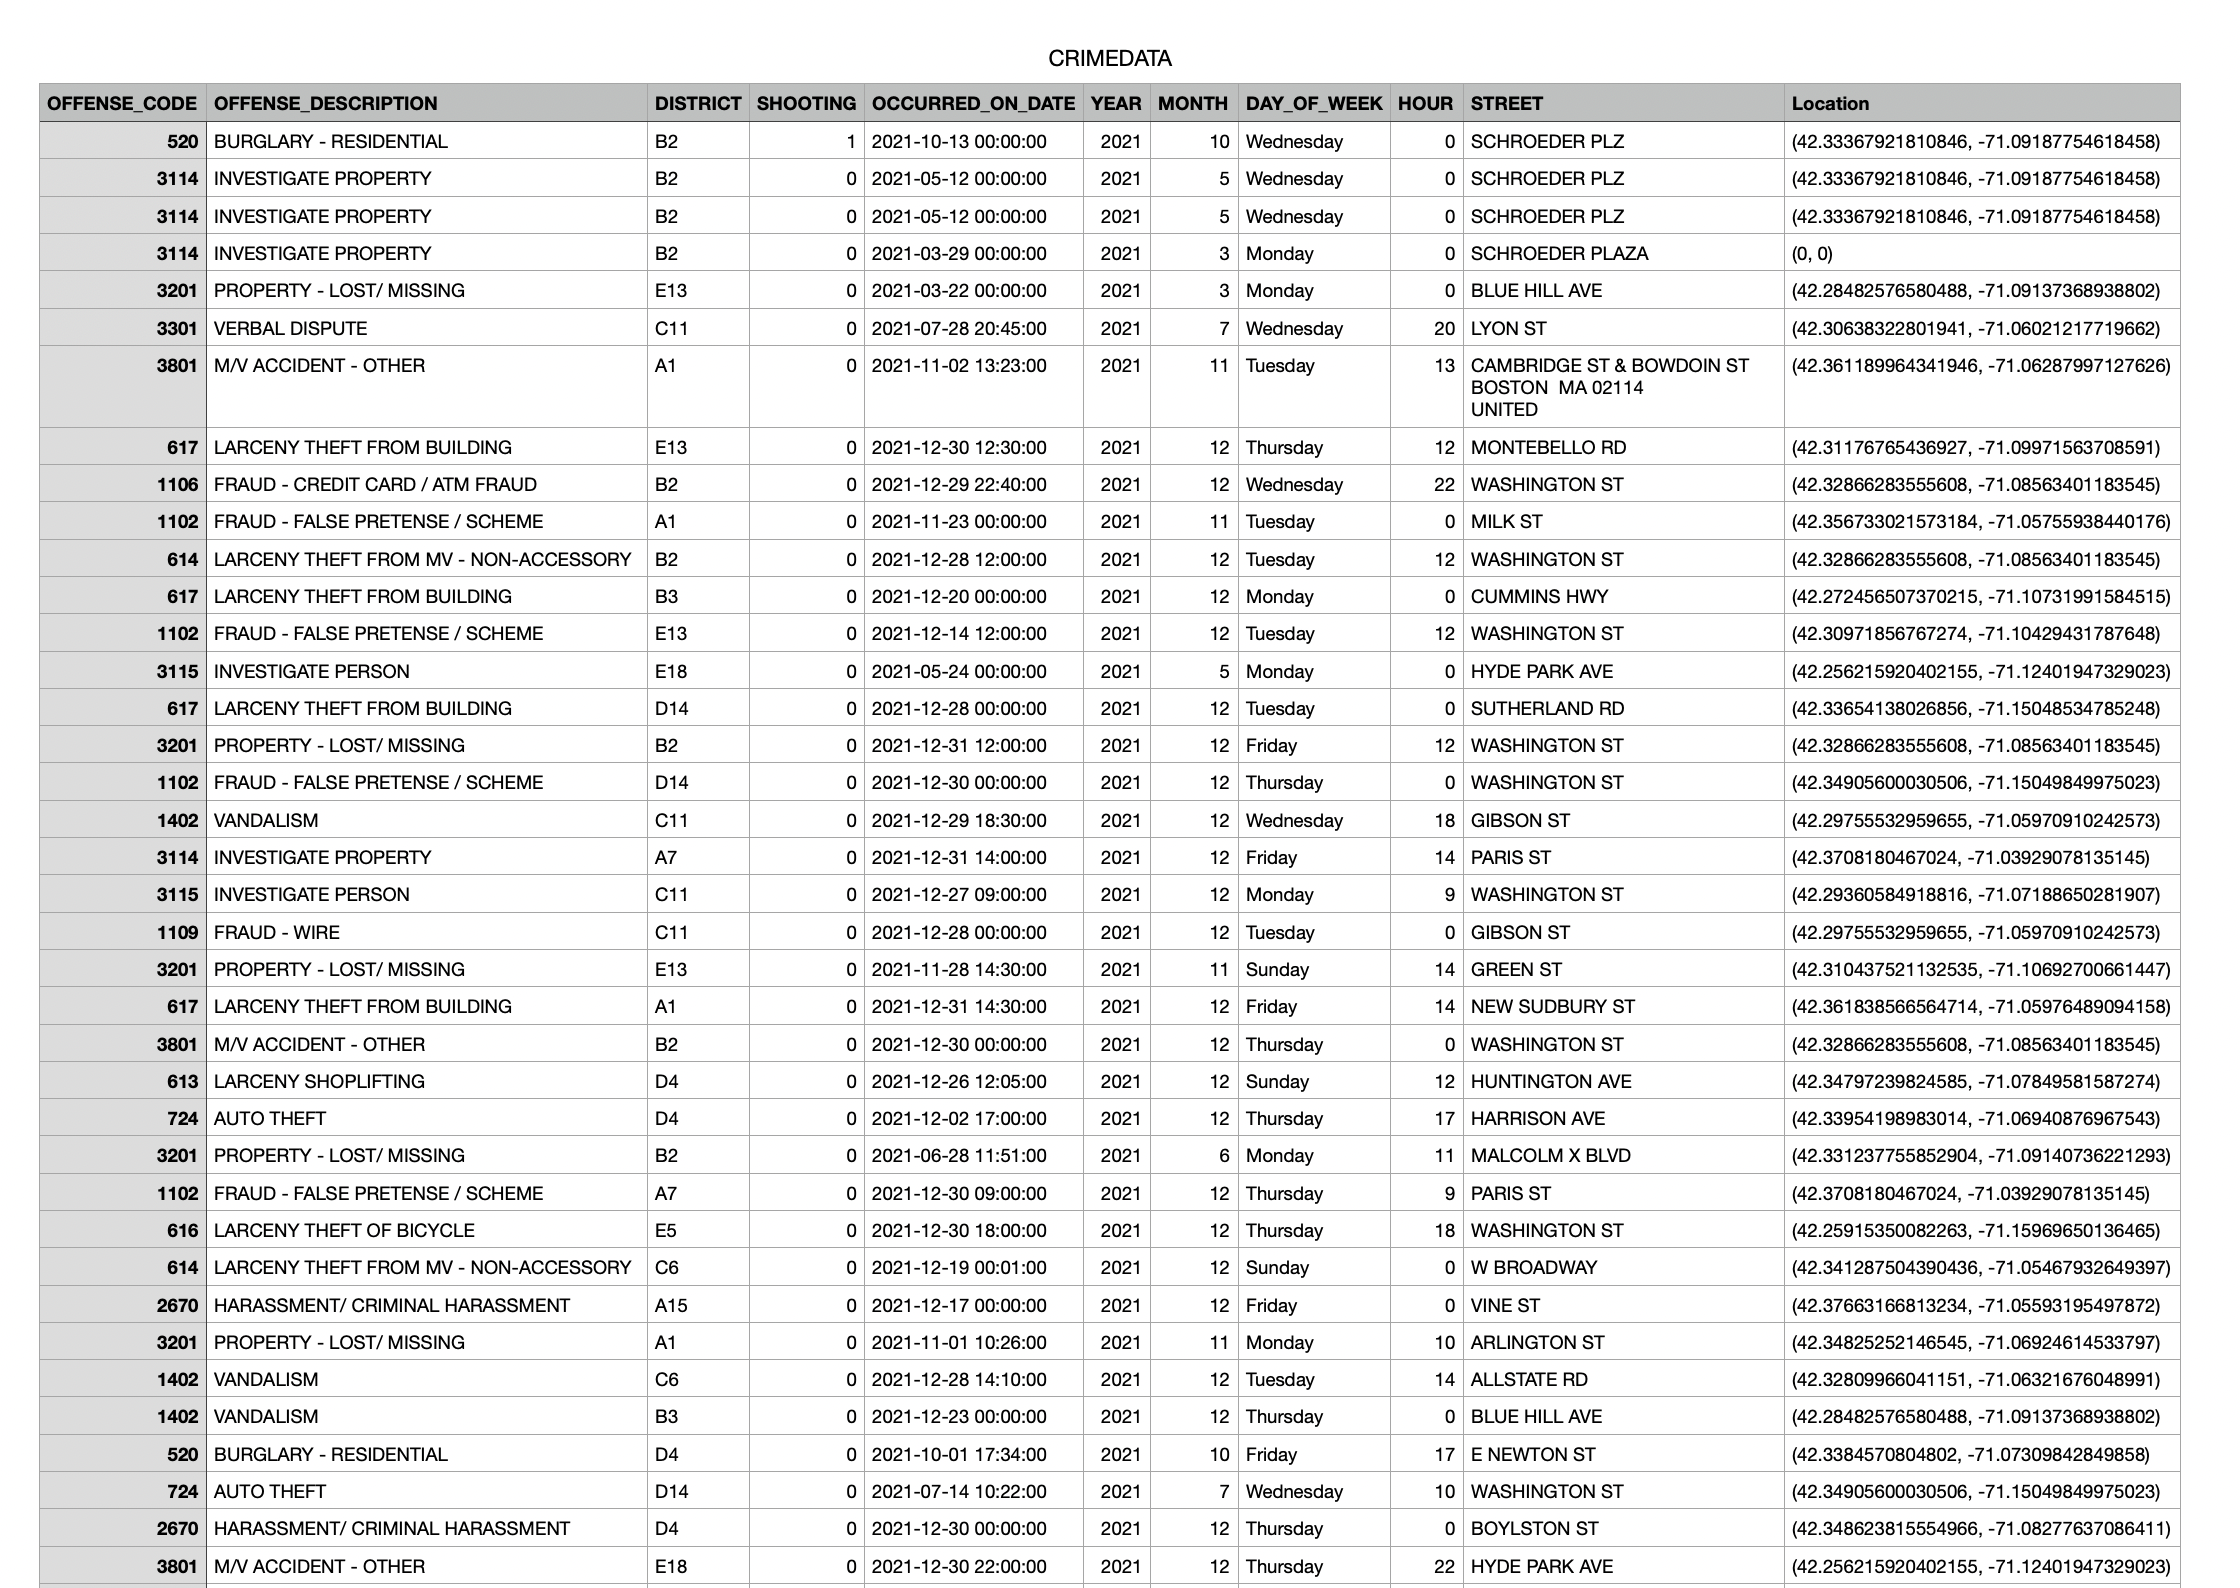 CRIMEDATA
OFFENSE_CODE OFFENSE_DESCRIPTION DISTRICT SHOOTING OCCURRED_ON_DATE YEAR MONTH DAY_OF_WEEK HOUR STREET Location
520 BURGLARY - RESIDENTIAL B2 1 2021-10-13 00:00:00 2021 10 Wednesday 0 SCHROEDER PLZ (42.33367921810846, -71.09187754618458)
3114 INVESTIGATE PROPERTY B2 0 2021-05-12 00:00:00 2021 5 Wednesday 0 SCHROEDER PLZ (42.33367921810846, -71.09187754618458)
3114 INVESTIGATE PROPERTY B2 0 2021-05-12 00:00:00 2021 5 Wednesday 0 SCHROEDER PLZ (42.33367921810846, -71.09187754618458)
3114 INVESTIGATE PROPERTY B2 0 2021-03-29 00:00:00 2021 3 Monday 0 SCHROEDER PLAZA (0, 0)
3201 PROPERTY - LOST/ MISSING E13 0 2021-03-22 00:00:00 2021 3 Monday 0 BLUE HILL AVE (42.28482576580488, -71.09137368938802)
3301 VERBAL DISPUTE C11 0 2021-07-28 20:45:00 2021 7 Wednesday 20 LYON ST (42.30638322801941, -71.06021217719662)
3801 M/V ACCIDENT - OTHER A1 0 2021-11-02 13:23:00 2021 11 Tuesday 13 CAMBRIDGE ST & BOWDOIN ST (42.361189964341946, -71.06287997127626)
BOSTON  MA 02114
UNITED
617 LARCENY THEFT FROM BUILDING E13 0 2021-12-30 12:30:00 2021 12 Thursday 12 MONTEBELLO RD (42.31176765436927, -71.09971563708591)
1106 FRAUD - CREDIT CARD / ATM FRAUD B2 0 2021-12-29 22:40:00 2021 12 Wednesday 22 WASHINGTON ST (42.32866283555608, -71.08563401183545)
1102 FRAUD - FALSE PRETENSE / SCHEME A1 0 2021-11-23 00:00:00 2021 11 Tuesday 0 MILK ST (42.356733021573184, -71.05755938440176)
614 LARCENY THEFT FROM MV - NON-ACCESSORY B2 0 2021-12-28 12:00:00 2021 12 Tuesday 12 WASHINGTON ST (42.32866283555608, -71.08563401183545)
617 LARCENY THEFT FROM BUILDING B3 0 2021-12-20 00:00:00 2021 12 Monday 0 CUMMINS HWY (42.272456507370215, -71.10731991584515)
1102 FRAUD - FALSE PRETENSE / SCHEME E13 0 2021-12-14 12:00:00 2021 12 Tuesday 12 WASHINGTON ST (42.30971856767274, -71.10429431787648)
3115 INVESTIGATE PERSON E18 0 2021-05-24 00:00:00 2021 5 Monday 0 HYDE PARK AVE (42.256215920402155, -71.12401947329023)
617 LARCENY THEFT FROM BUILDING D14 0 2021-12-28 00:00:00 2021 12 Tuesday 0 SUTHERLAND RD (42.33654138026856, -71.15048534785248)
3201 PROPERTY - LOST/ MISSING B2 0 2021-12-31 12:00:00 2021 12 Friday 12 WASHINGTON ST (42.32866283555608, -71.08563401183545)
1102 FRAUD - FALSE PRETENSE / SCHEME D14 0 2021-12-30 00:00:00 2021 12 Thursday 0 WASHINGTON ST (42.34905600030506, -71.15049849975023)
1402 VANDALISM C11 0 2021-12-29 18:30:00 2021 12 Wednesday 18 GIBSON ST (42.29755532959655, -71.05970910242573)
3114 INVESTIGATE PROPERTY A7 0 2021-12-31 14:00:00 2021 12 Friday 14 PARIS ST (42.3708180467024, -71.03929078135145)
3115 INVESTIGATE PERSON C11 0 2021-12-27 09:00:00 2021 12 Monday 9 WASHINGTON ST (42.29360584918816, -71.07188650281907)
1109 FRAUD - WIRE C11 0 2021-12-28 00:00:00 2021 12 Tuesday 0 GIBSON ST (42.29755532959655, -71.05970910242573)
3201 PROPERTY - LOST/ MISSING E13 0 2021-11-28 14:30:00 2021 11 Sunday 14 GREEN ST (42.310437521132535, -71.10692700661447)
617 LARCENY THEFT FROM BUILDING A1 0 2021-12-31 14:30:00 2021 12 Friday 14 NEW SUDBURY ST (42.361838566564714, -71.05976489094158)
3801 M/V ACCIDENT - OTHER B2 0 2021-12-30 00:00:00 2021 12 Thursday 0 WASHINGTON ST (42.32866283555608, -71.08563401183545)
613 LARCENY SHOPLIFTING D4 0 2021-12-26 12:05:00 2021 12 Sunday 12 HUNTINGTON AVE (42.34797239824585, -71.07849581587274)
724 AUTO THEFT D4 0 2021-12-02 17:00:00 2021 12 Thursday 17 HARRISON AVE (42.33954198983014, -71.06940876967543)
3201 PROPERTY - LOST/ MISSING B2 0 2021-06-28 11:51:00 2021 6 Monday 11 MALCOLM X BLVD (42.331237755852904, -71.09140736221293)
1102 FRAUD - FALSE PRETENSE / SCHEME A7 0 2021-12-30 09:00:00 2021 12 Thursday 9 PARIS ST (42.3708180467024, -71.03929078135145)
616 LARCENY THEFT OF BICYCLE E5 0 2021-12-30 18:00:00 2021 12 Thursday 18 WASHINGTON ST (42.25915350082263, -71.15969650136465)
614 LARCENY THEFT FROM MV - NON-ACCESSORY C6 0 2021-12-19 00:01:00 2021 12 Sunday 0 W BROADWAY (42.341287504390436, -71.05467932649397)
2670 HARASSMENT/ CRIMINAL HARASSMENT A15 0 2021-12-17 00:00:00 2021 12 Friday 0 VINE ST (42.37663166813234, -71.05593195497872)
3201 PROPERTY - LOST/ MISSING A1 0 2021-11-01 10:26:00 2021 11 Monday 10 ARLINGTON ST (42.34825252146545, -71.06924614533797)
1402 VANDALISM C6 0 2021-12-28 14:10:00 2021 12 Tuesday 14 ALLSTATE RD (42.32809966041151, -71.06321676048991)
1402 VANDALISM B3 0 2021-12-23 00:00:00 2021 12 Thursday 0 BLUE HILL AVE (42.28482576580488, -71.09137368938802)
520 BURGLARY - RESIDENTIAL D4 0 2021-10-01 17:34:00 2021 10 Friday 17 E NEWTON ST (42.3384570804802, -71.07309842849858)
724 AUTO THEFT D14 0 2021-07-14 10:22:00 2021 7 Wednesday 10 WASHINGTON ST (42.34905600030506, -71.15049849975023)
2670 HARASSMENT/ CRIMINAL HARASSMENT D4 0 2021-12-30 00:00:00 2021 12 Thursday 0 BOYLSTON ST (42.348623815554966, -71.08277637086411)
3801 M/V ACCIDENT - OTHER E18 0 2021-12-30 22:00:00 2021 12 Thursday 22 HYDE PARK AVE (42.256215920402155, -71.12401947329023)